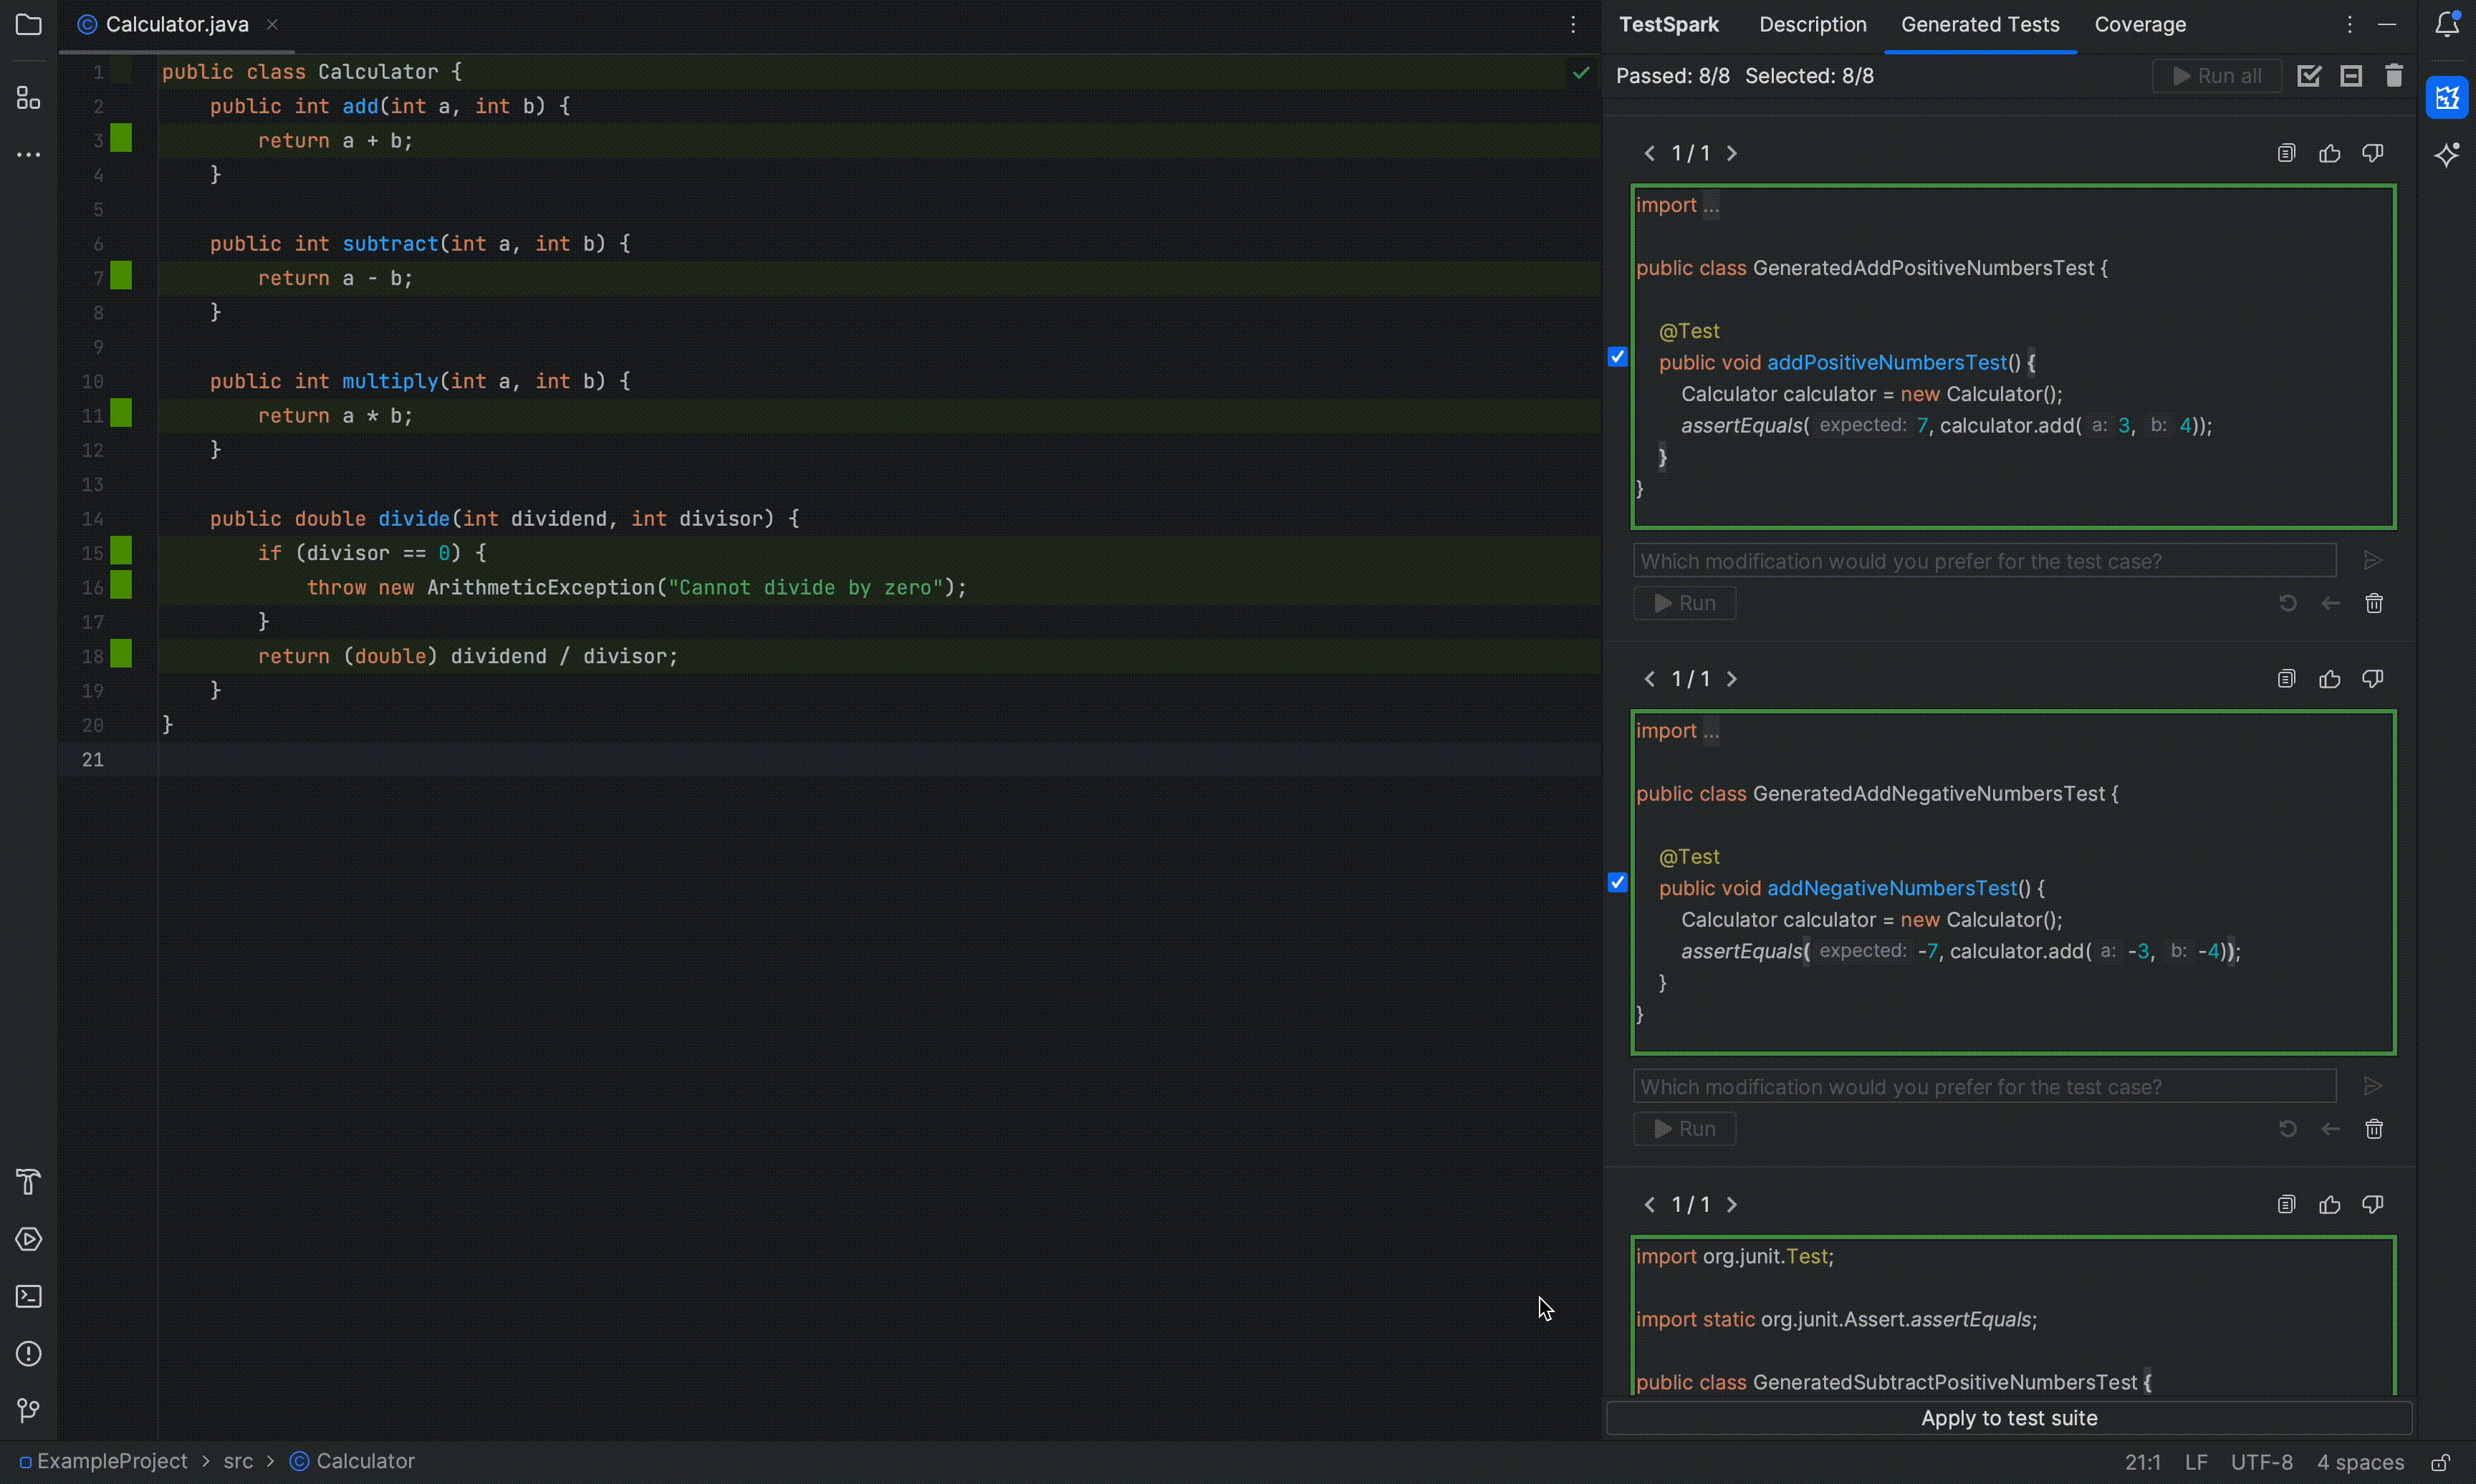 Calculator.java
1 public class Calculator {
2 public int add(int a, int b) {
3 return a + b;
4 }
5
6 public int subtract(int a, int b) {
7 return a - b;
8 }
9
10 public int multiply(int a, int b) {
11 return a * b;
12 }
13
14 public double divide(int dividend, int divisor) {
15 if (divisor == 0) {
16 throw new ArithmeticException("Cannot divide by zero");
17 }
18 return (double) dividend / divisor;
19 }
20 }
21
TestSpark Description Generated Tests Coverage
Passed: 8/8 Selected: 8/8 Run all
1 / 1
import ...
public class GeneratedAddPositiveNumbersTest {
@Test
public void addPositiveNumbersTest() {
Calculator calculator = new Calculator();
assertEquals( expected: 7, calculator.add( a: 3, b: 4));
}
}
Which modification would you prefer for the test case?
Run
1 / 1
import ...
public class GeneratedAddNegativeNumbersTest {
@Test
public void addNegativeNumbersTest() {
Calculator calculator = new Calculator();
assertEquals( expected: -7, calculator.add( a: -3, b: -4));
}
}
Which modification would you prefer for the test case?
Run
1 / 1
import org.junit.Test;
import static org.junit.Assert.assertEquals;
public class GeneratedSubtractPositiveNumbersTest {
Apply to test suite
ExampleProject > src > Calculator
21:1 LF UTF-8 4 spaces